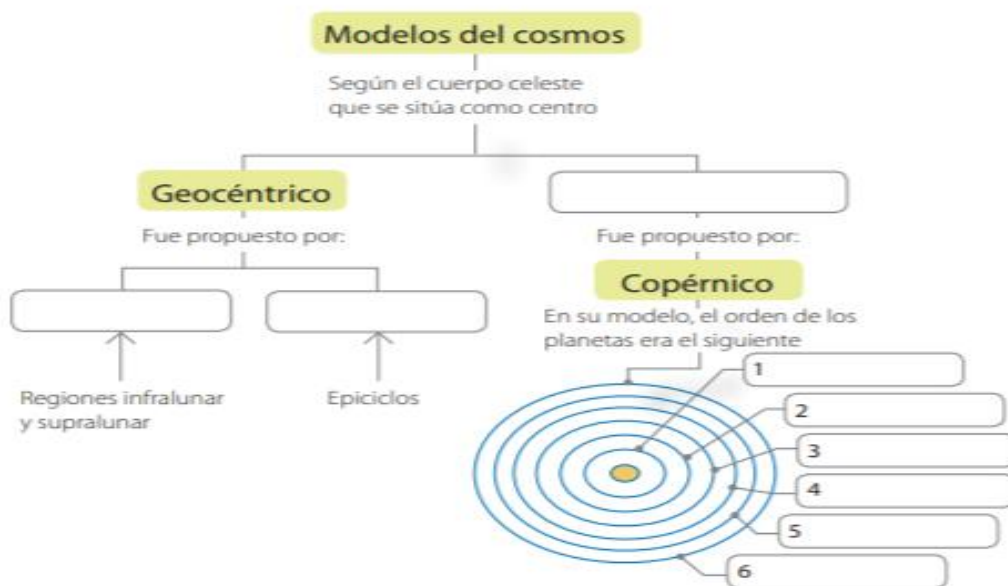 Modelos del cosmos
Según el cuerpo celeste
que se sitúa como centro
Geocéntrico
Fue propuesto por:
Fue propuesto por:
Copérnico
En su modelo, el orden de los
planetas era el siguiente
Regiones infralunar
y supralunar
Epiciclos
1
2
3
4
5
6